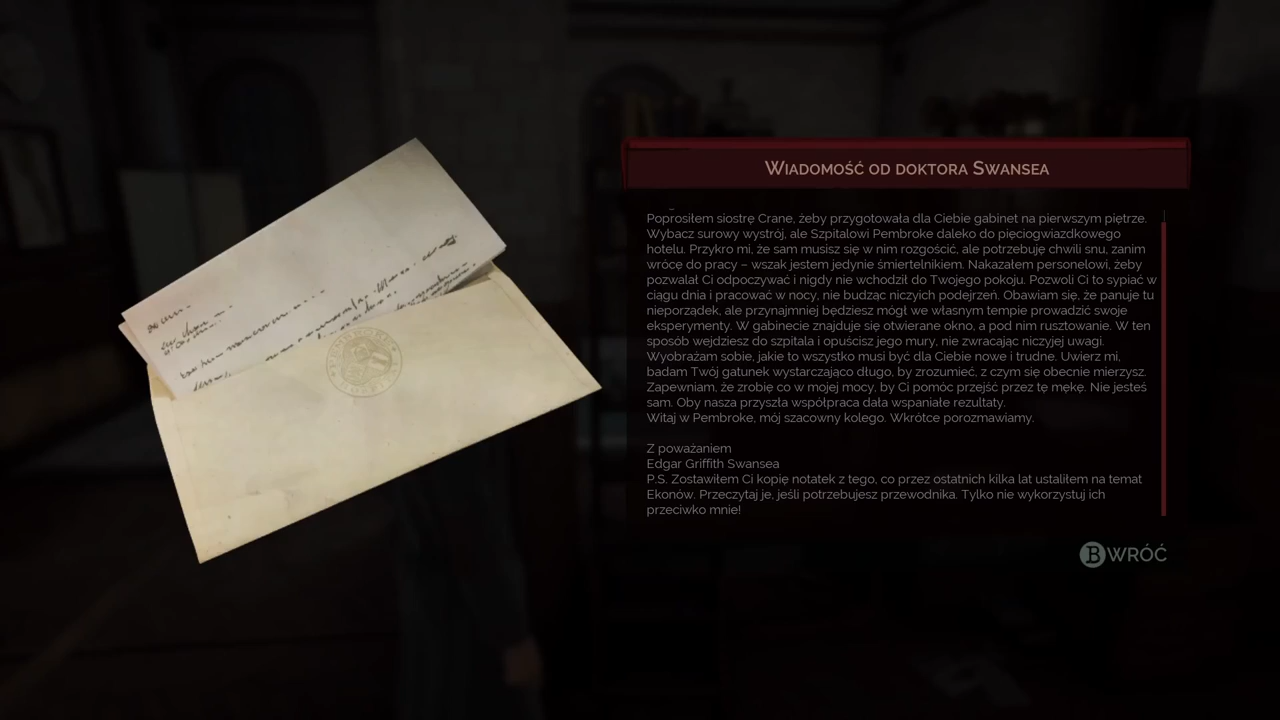 Wiadomość od doktora Swansea
Poprosiłem siostrę Crane, żeby przygotowała dla Ciebie gabinet na pierwszym piętrze.
Wybacz surowy wystrój, ale Szpitalowi Pembroke daleko do pięciogwiazdkowego
hotelu. Przykro mi, że sam musisz się w nim rozgościć, ale potrzebuję chwili snu, zanim
wrócę do pracy – wszak jestem jedynie śmiertelnikiem. Nakazałem personelowi, żeby
pozwalał Ci odpoczywać i nigdy nie wchodził do Twojego pokoju. Pozwoli Ci to sypiać w
ciągu dnia i pracować w nocy, nie budząc niczyich podejrzeń. Obawiam się, że panuje tu
nieporządek, ale przynajmniej będziesz mógł we własnym tempie prowadzić swoje
eksperymenty. W gabinecie znajduje się otwierane okno, a pod nim rusztowanie. W ten
sposób wejdziesz do szpitala i opuścisz jego mury, nie zwracając niczyjej uwagi.
Wyobrażam sobie, jakie to wszystko musi być dla Ciebie nowe i trudne. Uwierz mi,
badam Twój gatunek wystarczająco długo, by zrozumieć, z czym się obecnie mierzysz.
Zapewniam, że zrobię co w mojej mocy, by Ci pomóc przejść przez tę mękę. Nie jesteś
sam. Oby nasza przyszła współpraca dała wspaniałe rezultaty.
Witaj w Pembroke, mój szacowny kolego. Wkrótce porozmawiamy.
Z poważaniem
Edgar Griffith Swansea
P.S. Zostawiłem Ci kopię notatek z tego, co przez ostatnich kilka lat ustaliłem na temat
Ekonów. Przeczytaj je, jeśli potrzebujesz przewodnika. Tylko nie wykorzystuj ich
przeciwko mnie!
B WRÓĆ